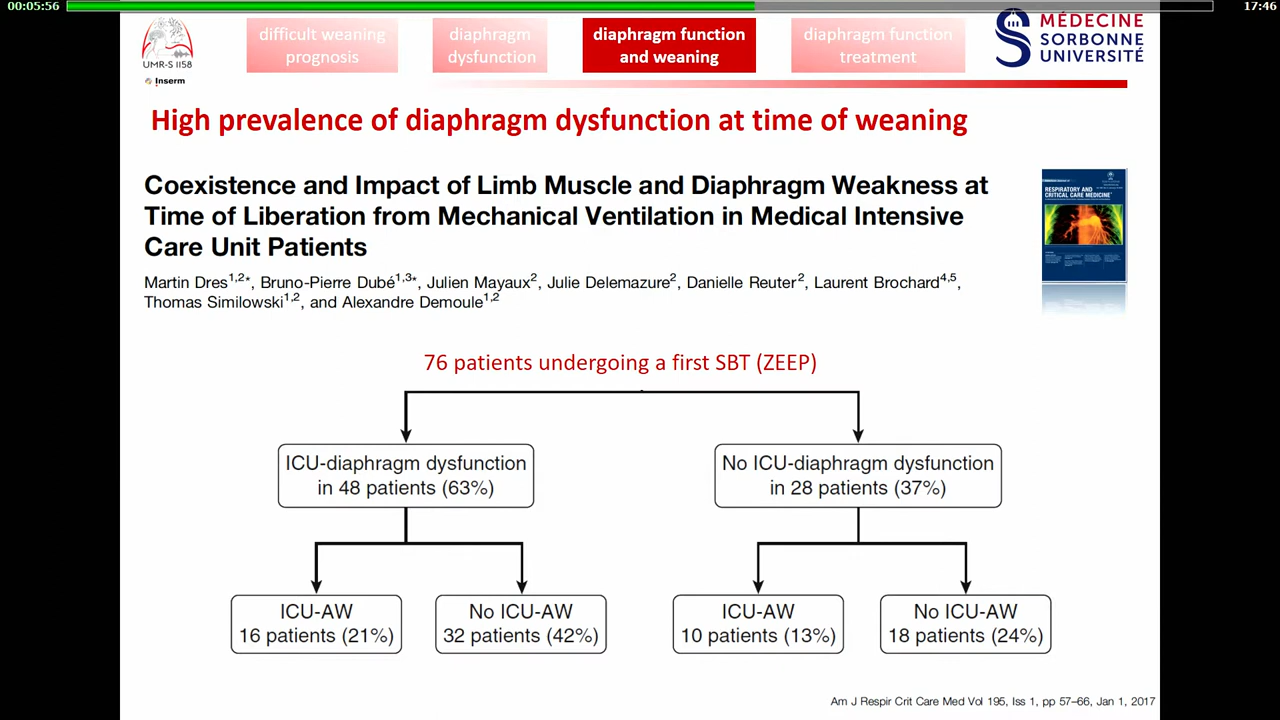 00:05:56
17:46
difficult weaning
prognosis
diaphragm
dysfunction
diaphragm function
and weaning
diaphragm function
treatment
UMR-S 1158
Inserm
MÉDECINE
SORBONNE
UNIVERSITÉ
High prevalence of diaphragm dysfunction at time of weaning
Coexistence and Impact of Limb Muscle and Diaphragm Weakness at
Time of Liberation from Mechanical Ventilation in Medical Intensive
Care Unit Patients
RESPIRATORY AND
CRITICAL CARE MEDICINE
Martin Dres1,2*, Bruno-Pierre Dubé1,3*, Julien Mayaux2, Julie Delemazure2, Danielle Reuter2, Laurent Brochard4,5,
Thomas Similowski1,2, and Alexandre Demoule1,2
76 patients undergoing a first SBT (ZEEP)
ICU-diaphragm dysfunction
in 48 patients (63%)
No ICU-diaphragm dysfunction
in 28 patients (37%)
ICU-AW
16 patients (21%)
No ICU-AW
32 patients (42%)
ICU-AW
10 patients (13%)
No ICU-AW
18 patients (24%)
Am J Respir Crit Care Med Vol 195, Iss 1, pp 57–66, Jan 1, 2017